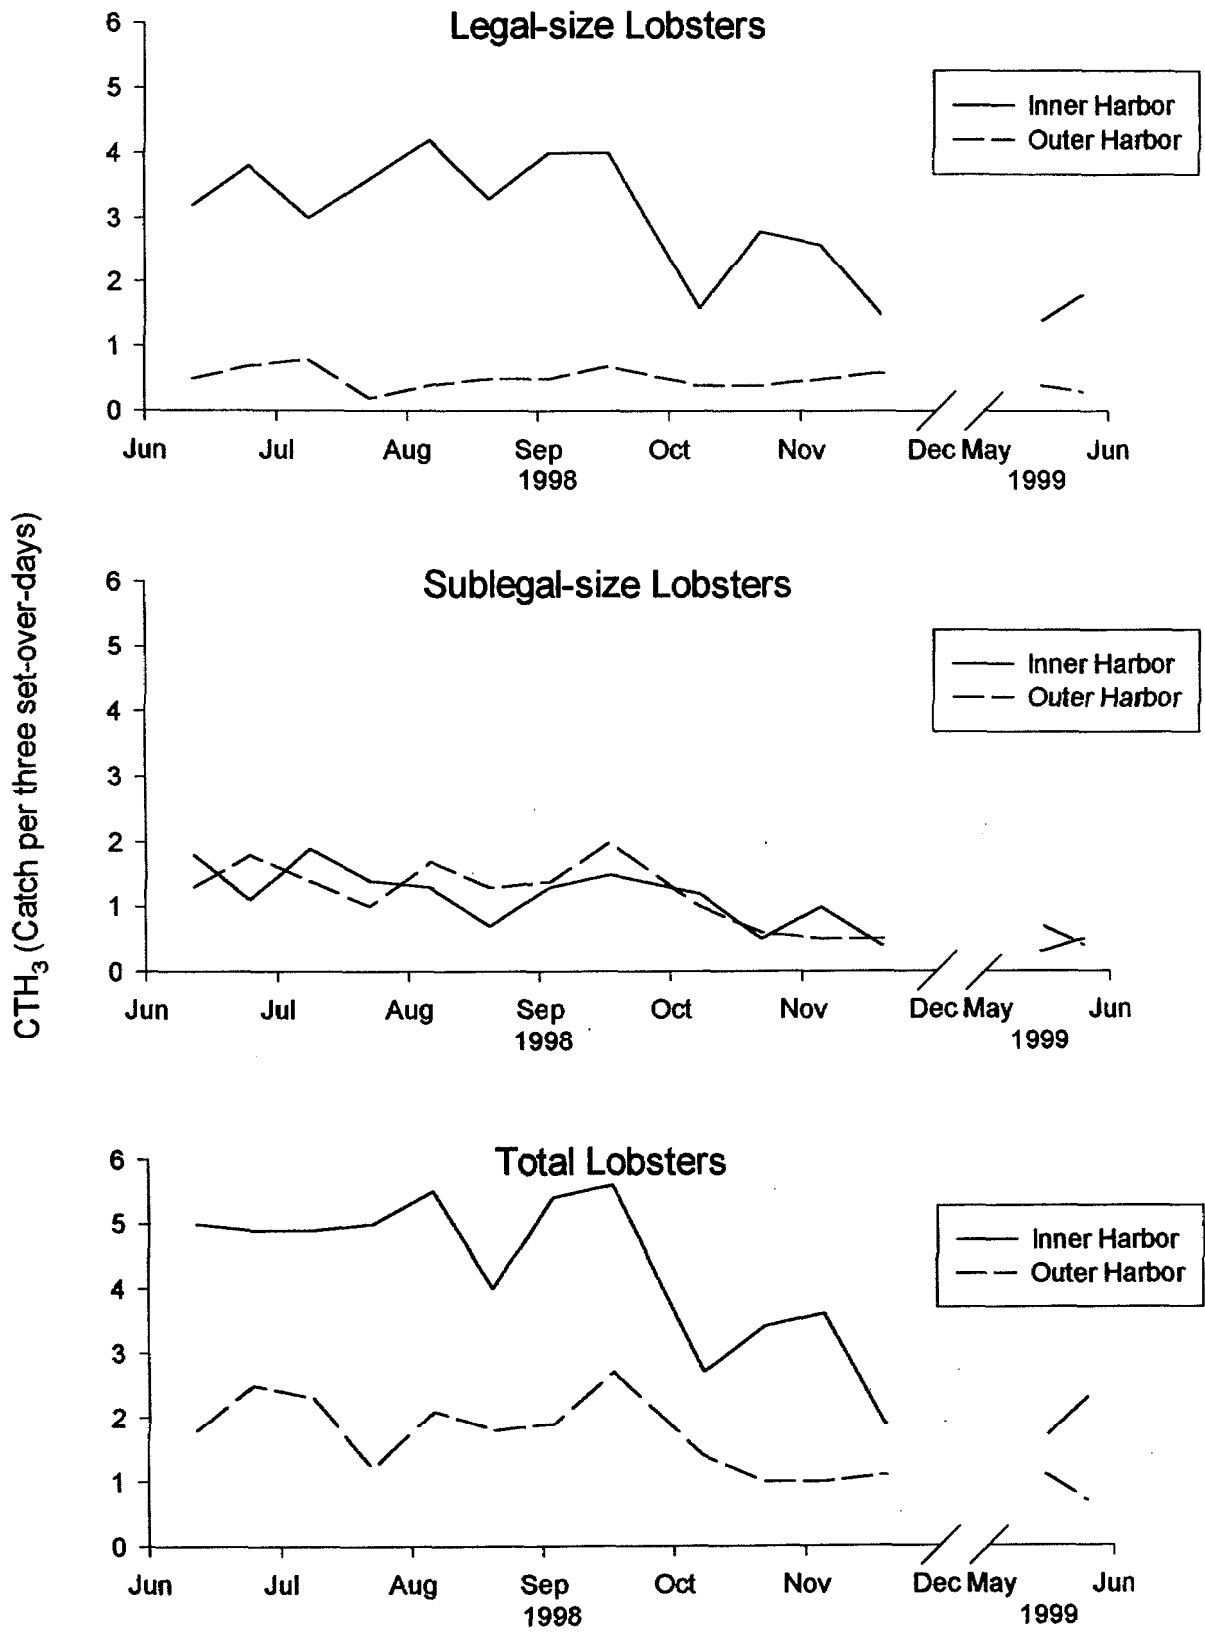 Legal-size Lobsters
6
5
4
3
2
1
0
Inner Harbor
Outer Harbor
Jun Jul Aug Sep Oct Nov Dec May Jun
1998 1999
CTH₃ (Catch per three set-over-days)
Sublegal-size Lobsters
6
5
4
3
2
1
0
Inner Harbor
Outer Harbor
Jun Jul Aug Sep Oct Nov Dec May Jun
1998 1999
Total Lobsters
6
5
4
3
2
1
0
Inner Harbor
Outer Harbor
Jun Jul Aug Sep Oct Nov Dec May Jun
1998 1999